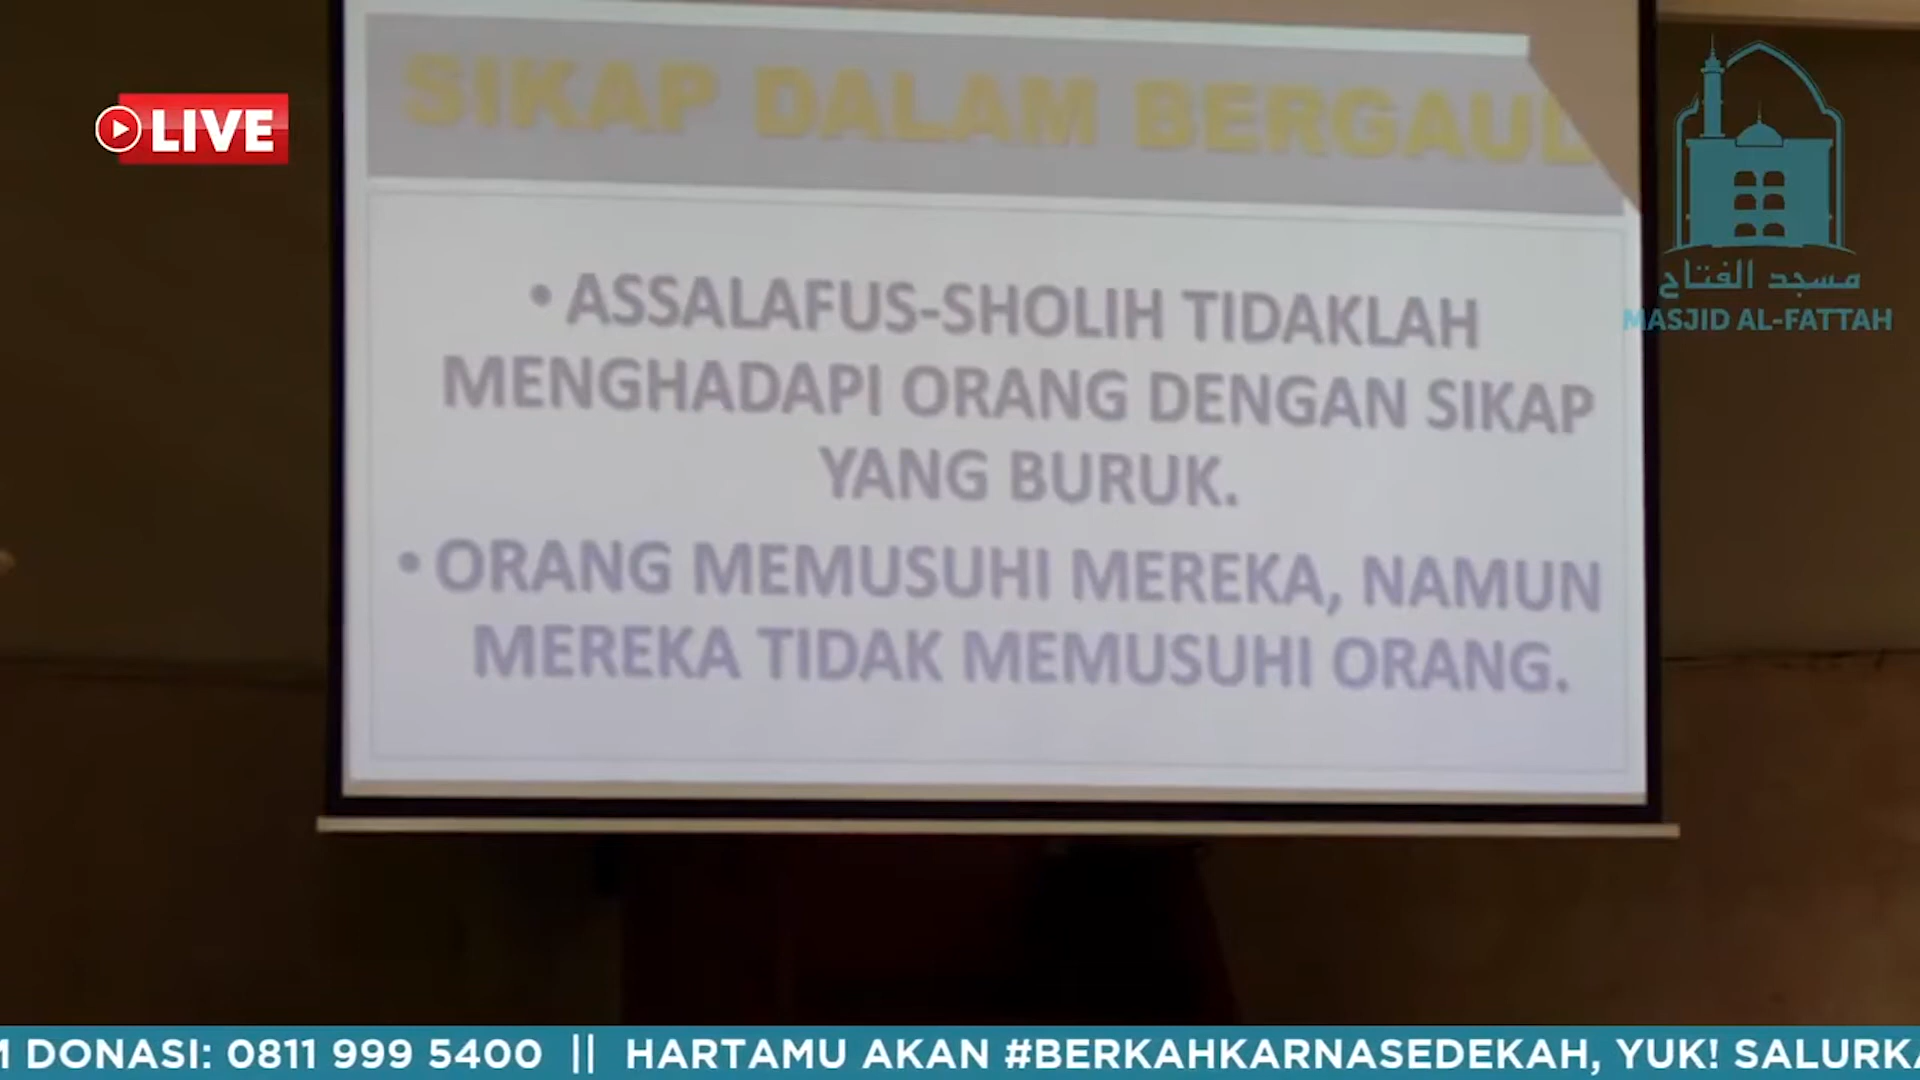 LIVE
SIKAP DALAM BERGAUL
• ASSALAFUS-SHOLIH TIDAKLAH
MENGHADAPI ORANG DENGAN SIKAP
YANG BURUK.
• ORANG MEMUSUHI MEREKA, NAMUN
MEREKA TIDAK MEMUSUHI ORANG.
مسجد الفتاح
MASJID AL-FATTAH
DONASI: 0811 999 5400 || HARTAMU AKAN #BERKAHKARNASEDEKAH, YUK!